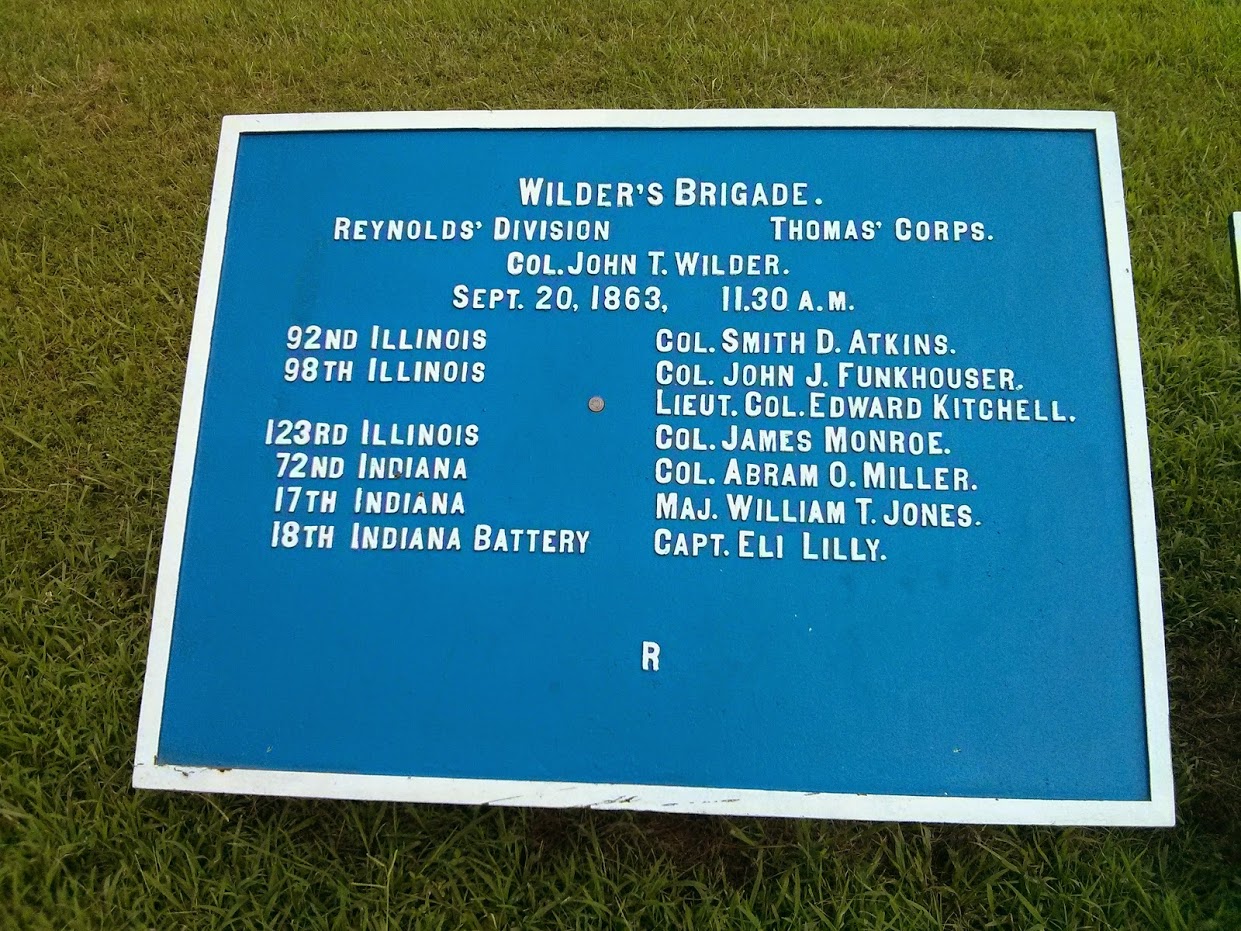 WILDER'S BRIGADE.
REYNOLDS' DIVISION THOMAS' CORPS.
COL. JOHN T. WILDER.
SEPT. 20, 1863, 11.30 A.M.
92ND ILLINOIS COL. SMITH D. ATKINS.
98TH ILLINOIS COL. JOHN J. FUNKHOUSER.
LIEUT. COL. EDWARD KITCHELL.
123RD ILLINOIS COL. JAMES MONROE.
72ND INDIANA COL. ABRAM O. MILLER.
17TH INDIANA MAJ. WILLIAM T. JONES.
18TH INDIANA BATTERY CAPT. ELI LILLY.
R